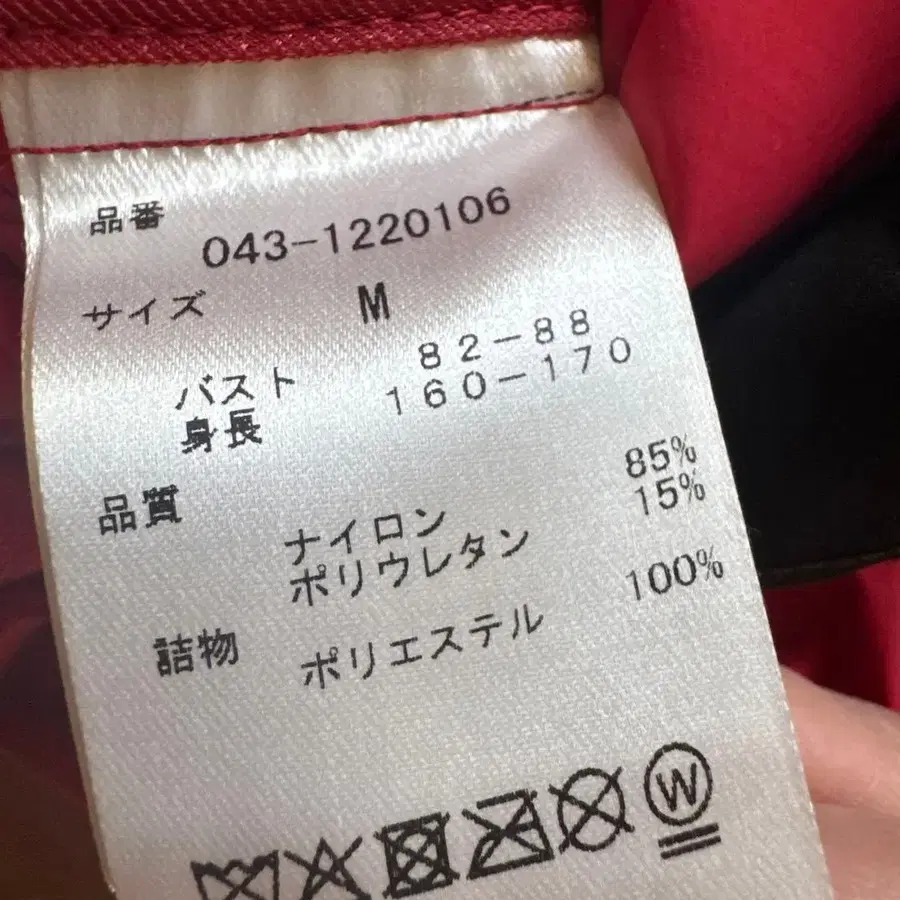 品番 043-1220106
サイズ M
バスト 82-88
身長 160-170
品質 ナイロン 85%
ポリウレタン 15%
詰物 ポリエステル 100%
W